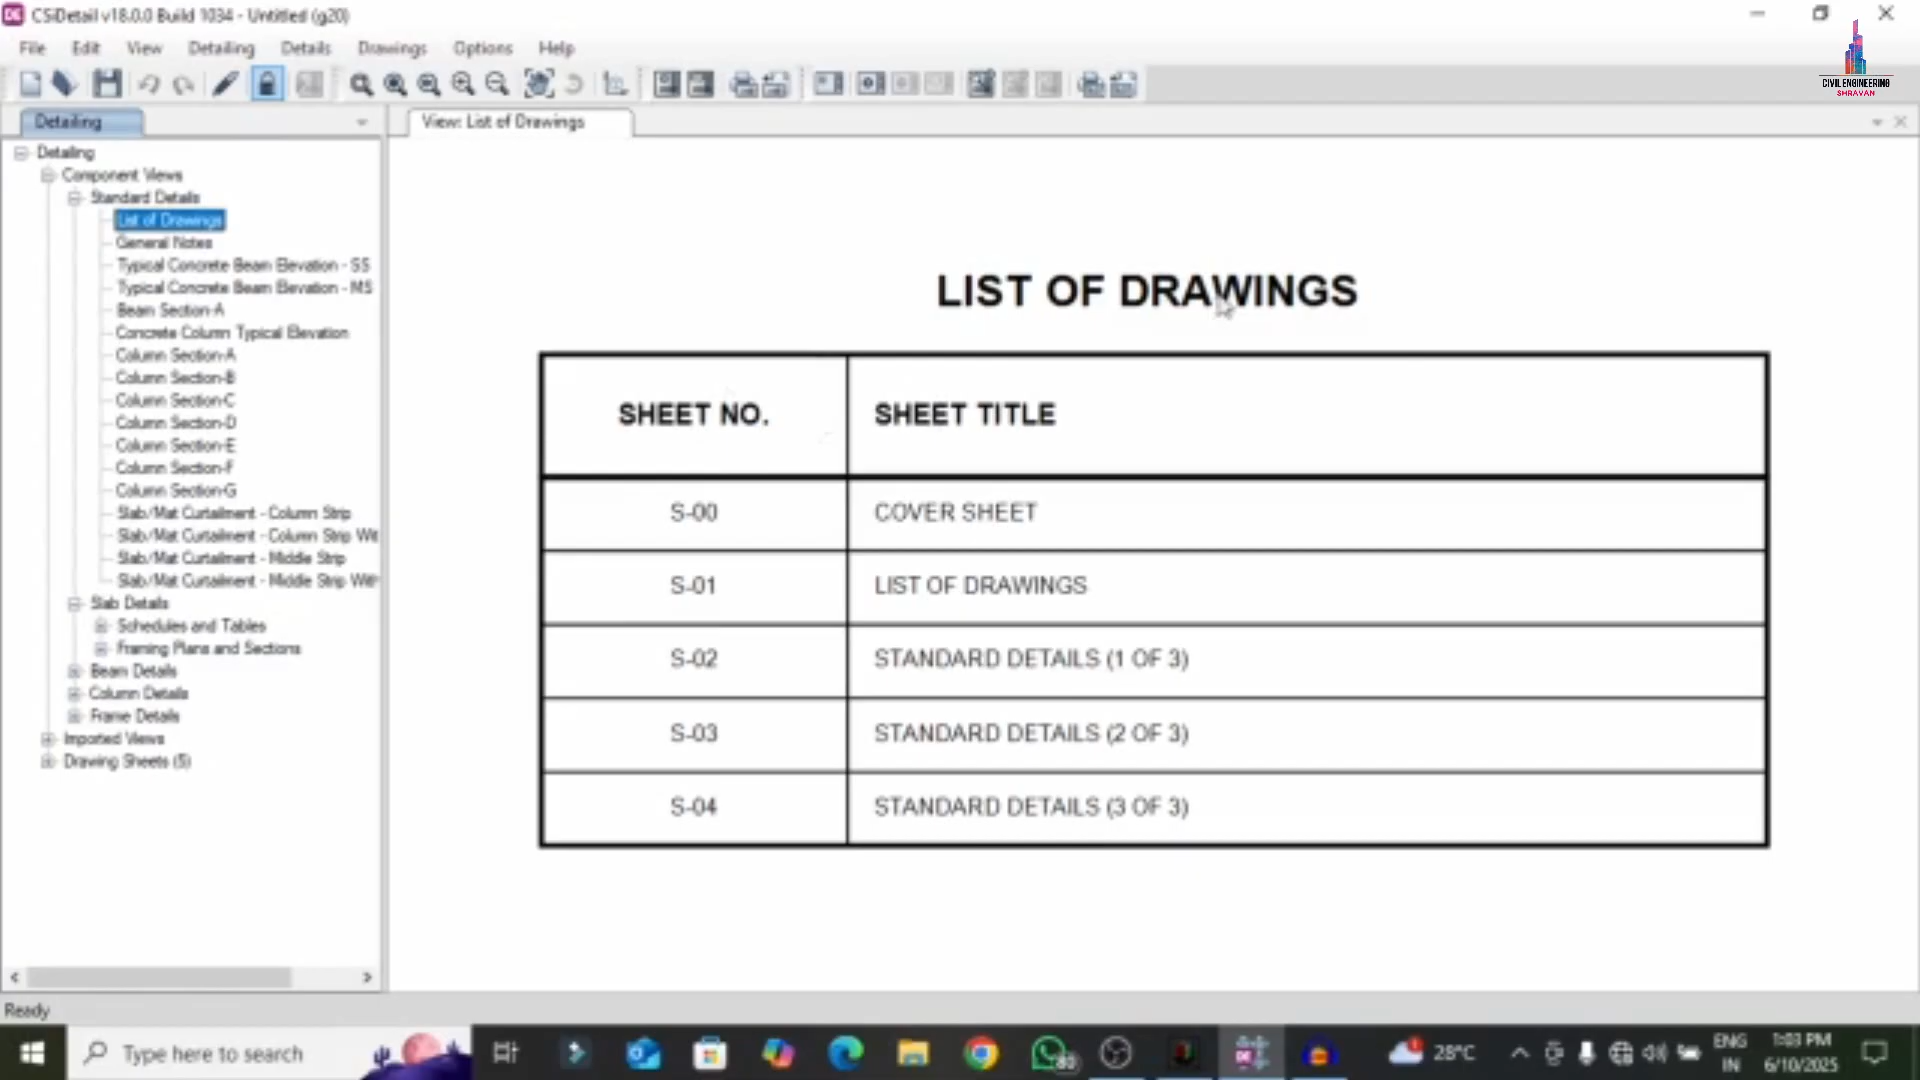 CSiDetail v18.0.0 Build 1034 - Untitled (g20)
File Edit View Detailing Details Drawings Options Help
CIVIL ENGINEERING
SHRAVAN
Detailing
View: List of Drawings
Detailing
Component Views
Standard Details
List of Drawings
General Notes
Typical Concrete Beam Elevation - SS
Typical Concrete Beam Elevation - MS
Beam Section-A
Concrete Column Typical Elevation
Column Section-A
Column Section-B
Column Section-C
Column Section-D
Column Section-E
Column Section-F
Column Section-G
Slab/Mat Curtailment - Column Strip
Slab/Mat Curtailment - Column Strip Wit
Slab/Mat Curtailment - Middle Strip
Slab/Mat Curtailment - Middle Strip With
Slab Details
Schedules and Tables
Framing Plans and Sections
Beam Details
Column Details
Frame Details
Imported Views
Drawing Sheets (5)
LIST OF DRAWINGS
SHEET NO. SHEET TITLE
S-00 COVER SHEET
S-01 LIST OF DRAWINGS
S-02 STANDARD DETAILS (1 OF 3)
S-03 STANDARD DETAILS (2 OF 3)
S-04 STANDARD DETAILS (3 OF 3)
Ready
Type here to search
80
28°C
ENG
IN
1:03 PM
6/10/2025